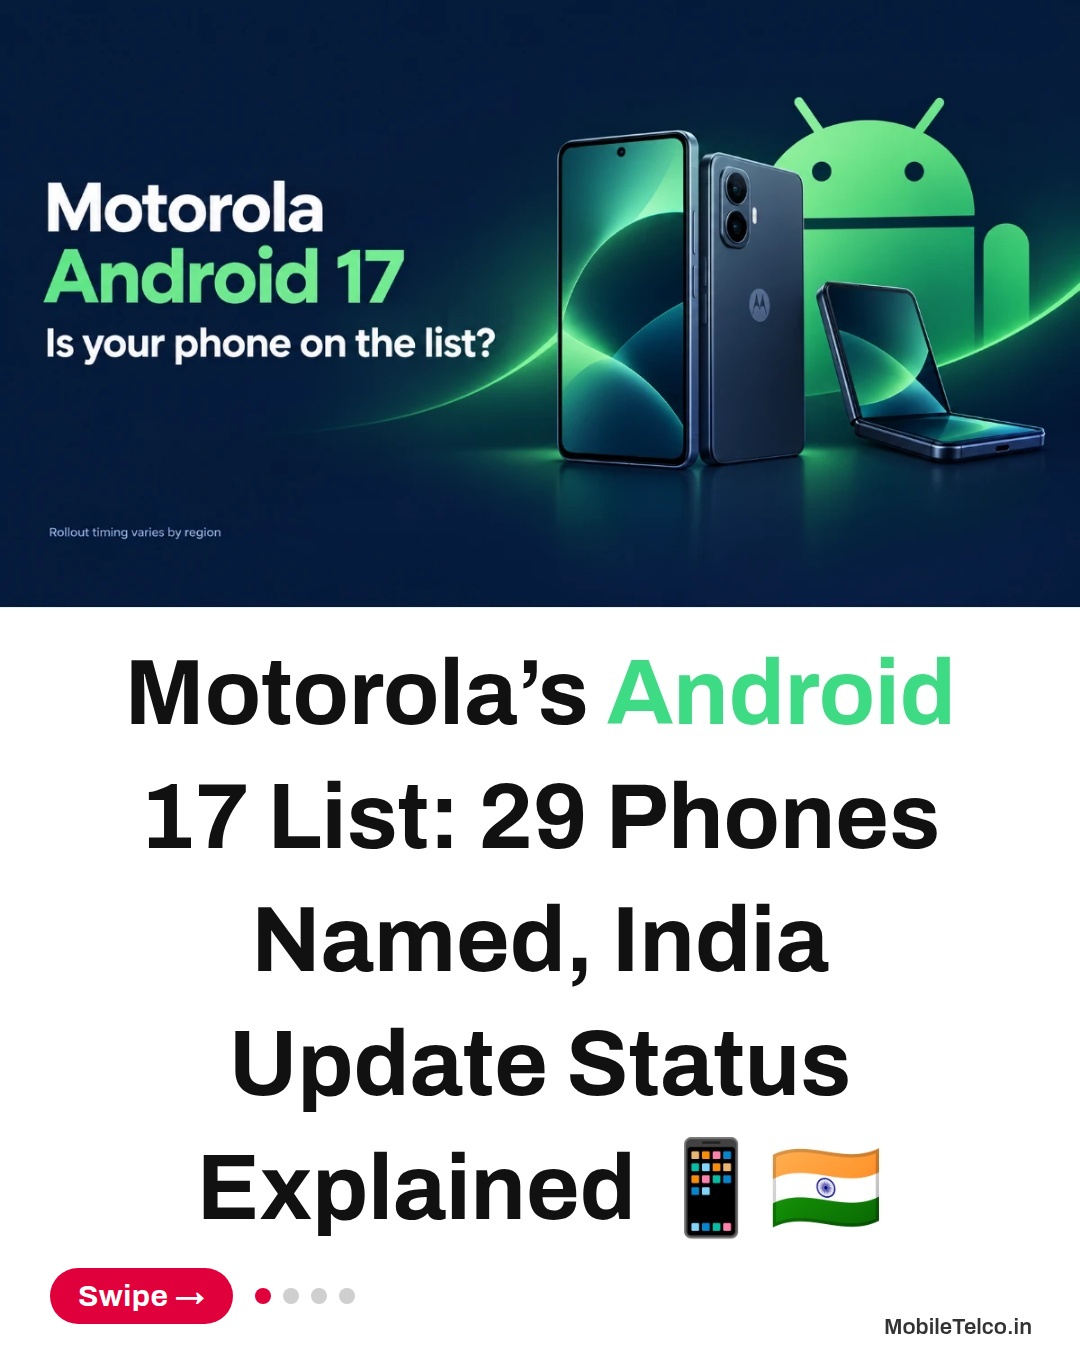 Motorola
Android 17
Is your phone on the list?
Rollout timing varies by region
Motorola’s Android
17 List: 29 Phones
Named, India
Update Status
Explained 📱 🇮🇳
Swipe →
MobileTelco.in